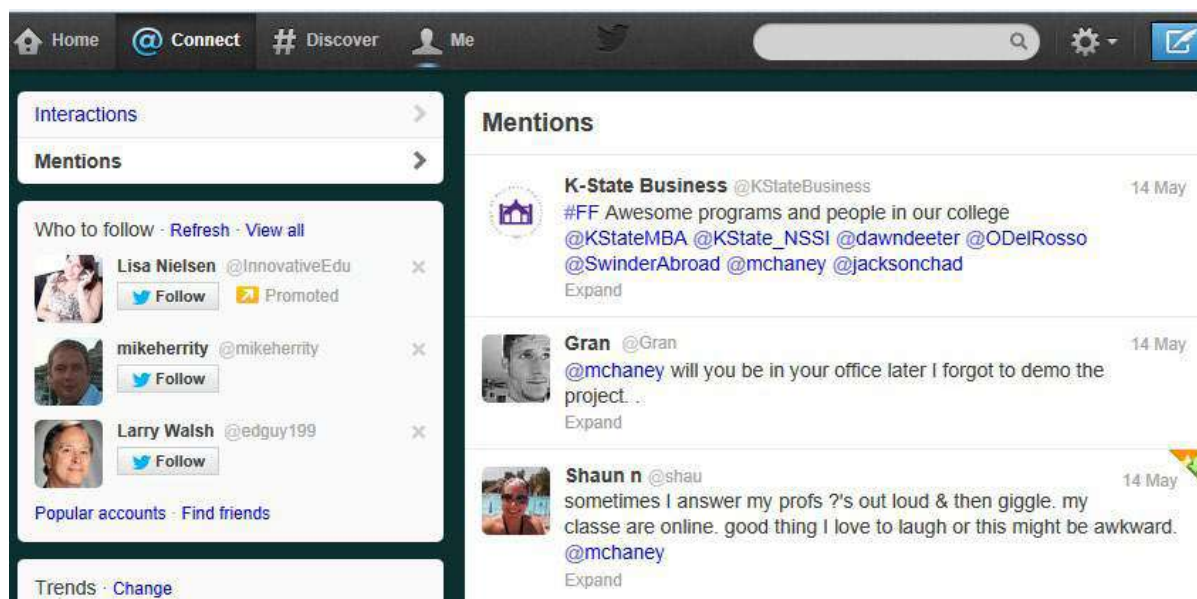 Home @ Connect # Discover Me
Interactions
Mentions
Who to follow · Refresh · View all
Lisa Nielsen @InnovativeEdu
Follow Promoted
mikeherrity @mikeherrity
Follow
Larry Walsh @edguy199
Follow
Popular accounts · Find friends
Trends · Change
Mentions
K-State Business @KStateBusiness 14 May
#FF Awesome programs and people in our college
@KStateMBA @KState_NSSI @dawndeeter @ODelRosso
@SwinderAbroad @mchaney @jacksonchad
Expand
Gran @Gran 14 May
@mchaney will you be in your office later I forgot to demo the
project. .
Expand
Shaun n @shau 14 May
sometimes I answer my profs ?'s out loud & then giggle. my
classe are online. good thing I love to laugh or this might be awkward.
@mchaney
Expand